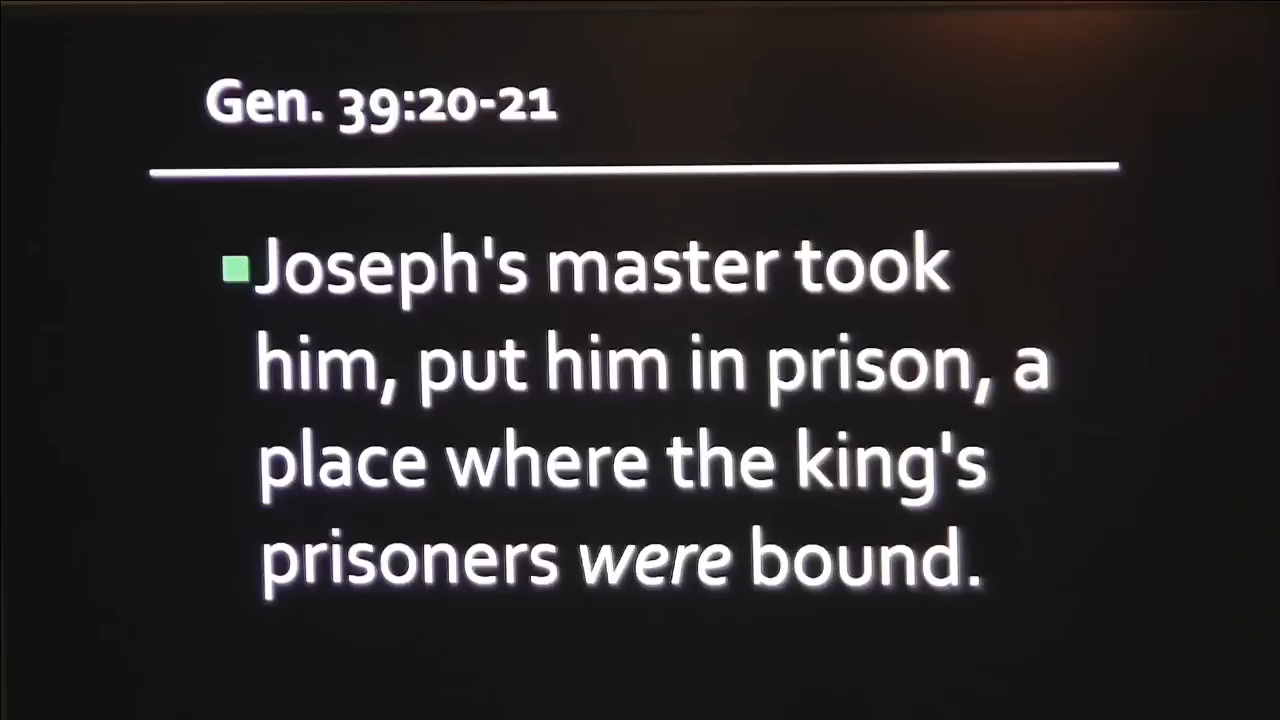 Gen. 39:20-21
Joseph's master took
him, put him in prison, a
place where the king's
prisoners were bound.